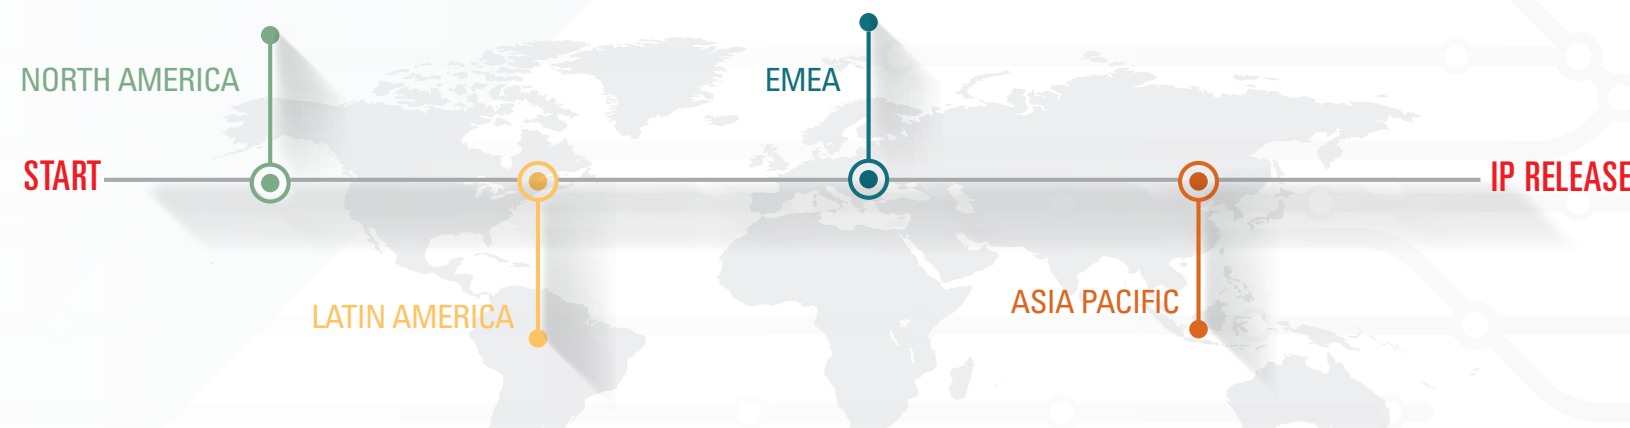 NORTH AMERICA
EMEA
START
IP RELEASE
LATIN AMERICA
ASIA PACIFIC